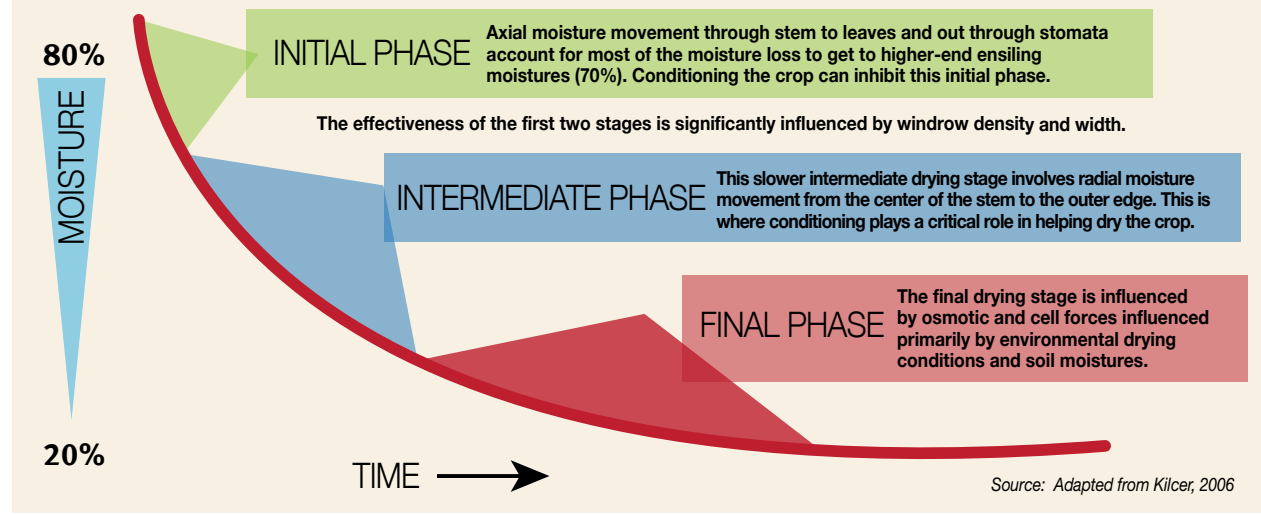 80%
MOISTURE
20%
INITIAL PHASE
Axial moisture movement through stem to leaves and out through stomata
account for most of the moisture loss to get to higher-end ensiling
moistures (70%). Conditioning the crop can inhibit this initial phase.
The effectiveness of the first two stages is significantly influenced by windrow density and width.
INTERMEDIATE PHASE
This slower intermediate drying stage involves radial moisture
movement from the center of the stem to the outer edge. This is
where conditioning plays a critical role in helping dry the crop.
FINAL PHASE
The final drying stage is influenced
by osmotic and cell forces influenced
primarily by environmental drying
conditions and soil moistures.
TIME
Source: Adapted from Kilcer, 2006